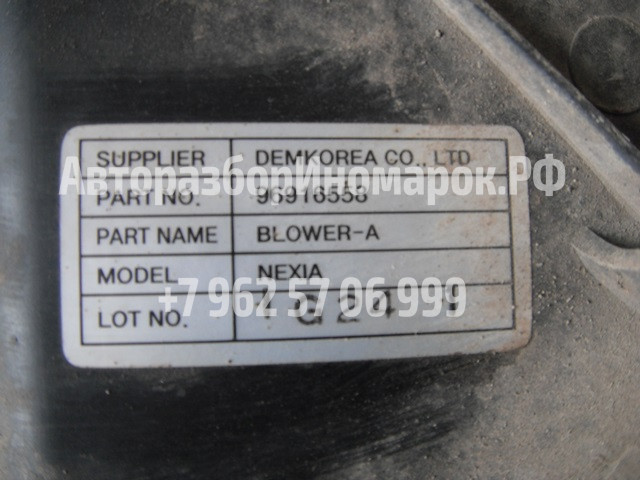 SUPPLIER DEMKOREA CO., LTD
АвторазборИномарок.РФ
PART NO. 96916558
PART NAME BLOWER-A
MODEL NEXIA
+7 962 57 06 999
LOT NO.